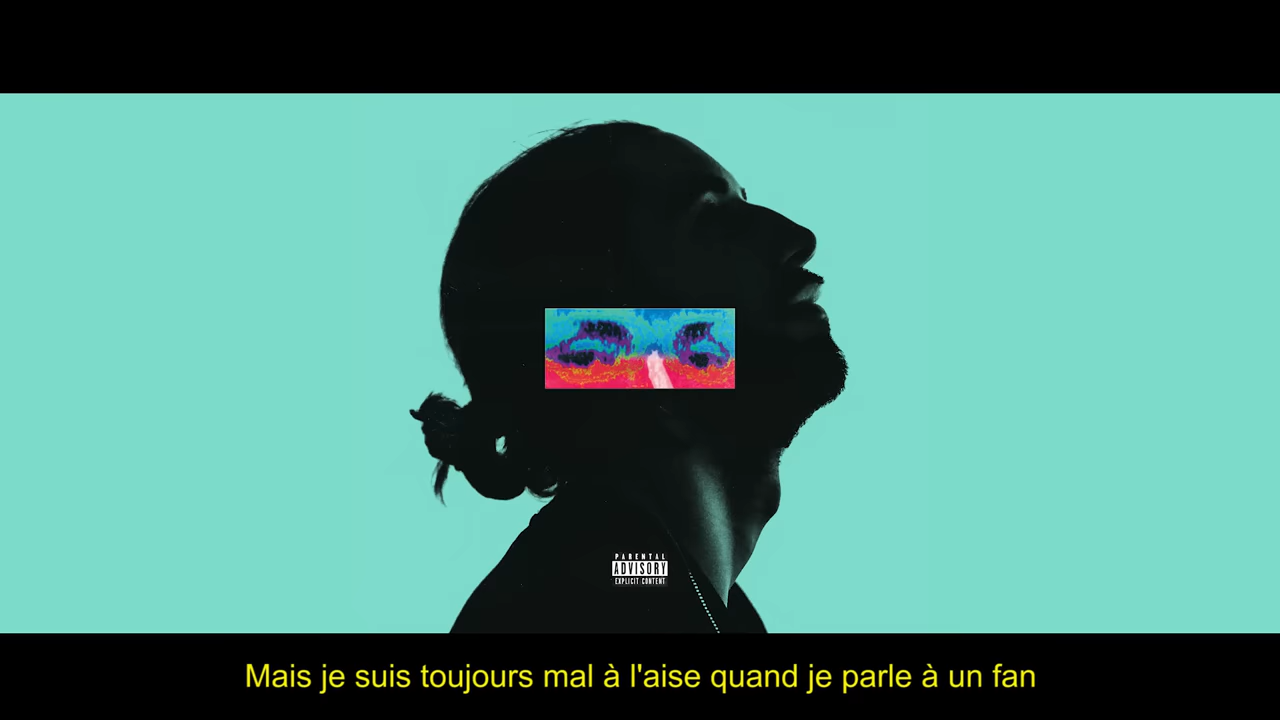 PARENTAL
ADVISORY
EXPLICIT CONTENT
Mais je suis toujours mal à l'aise quand je parle à un fan